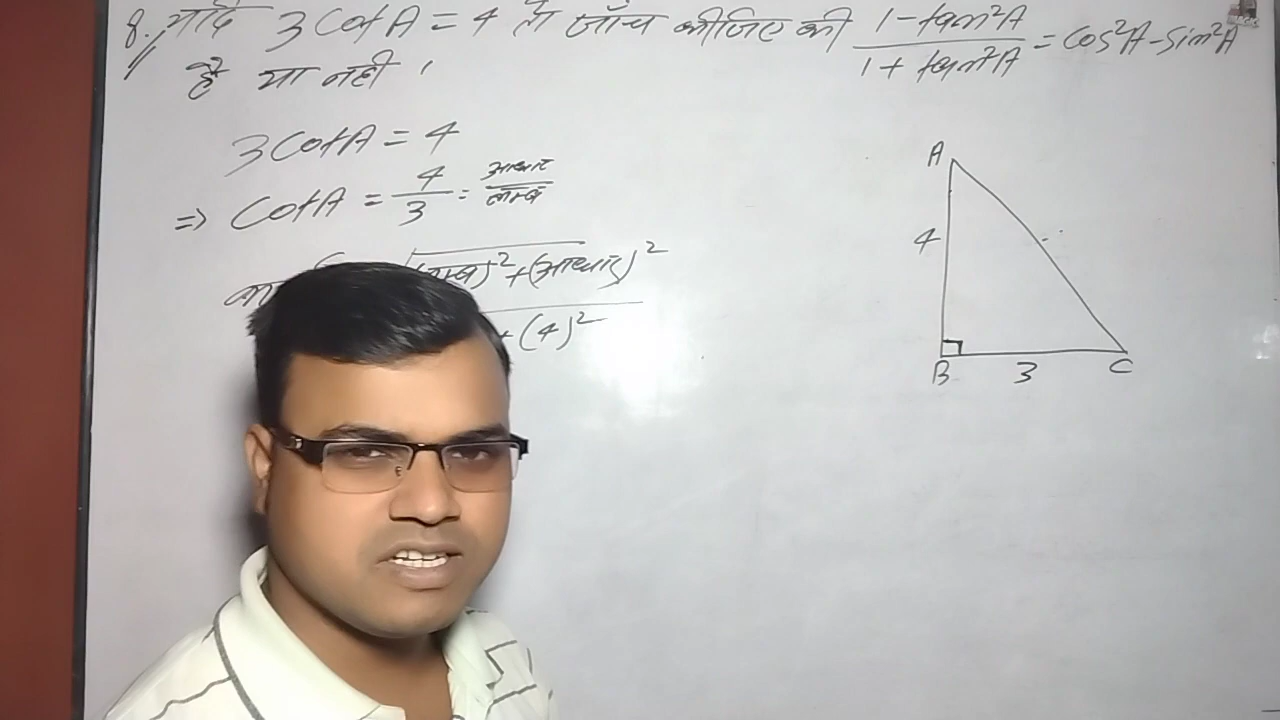 8. यदि 3 Cot A = 4 तो जाँच कीजिए की (1 - tan²A)/(1 + tan²A) = Cos²A - Sin²A
है या नही ।
3 Cot A = 4
⇒ Cot A = 4/3 = आधार/लम्ब
(लम्ब)² + (आधार)²
+ (4)²
A
4
B 3 C